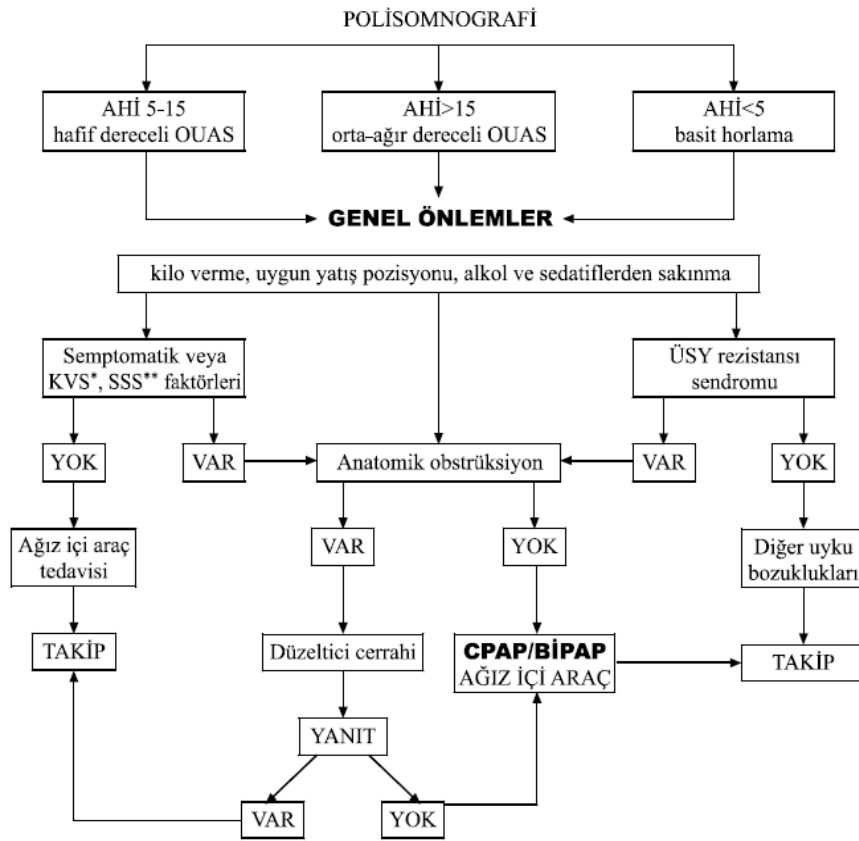 POLİSOMNOGRAFİ
AHİ 5-15
hafif dereceli OUAS
AHİ>15
orta-ağır dereceli OUAS
AHİ<5
basit horlama
GENEL ÖNLEMLER
kilo verme, uygun yatış pozisyonu, alkol ve sedatiflerden sakınma
Semptomatik veya
KVS*, SSS** faktörleri
ÜSY rezistansı
sendromu
YOK
VAR
Anatomik obstrüksiyon
VAR
YOK
Ağız içi araç
tedavisi
VAR
YOK
Diğer uyku
bozuklukları
TAKİP
Düzeltici cerrahi
CPAP/BİPAP
AĞIZ İÇİ ARAÇ
TAKİP
YANIT
VAR
YOK